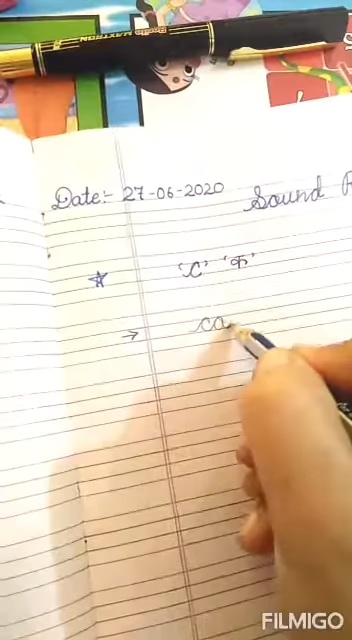 Date:- 27-06-2020 Sound
☆ 'C' 'क'
→ ca
FILMIGO